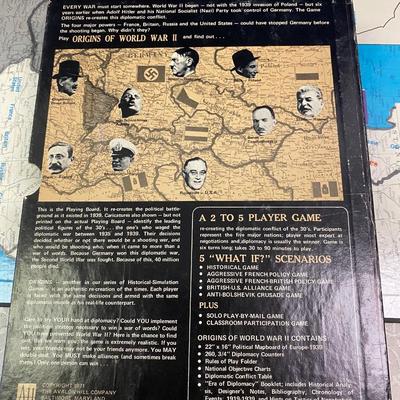 EVERY WAR must start somewhere. World War II began – not with the 1939 invasion of Poland – but six
years earlier when Adolf Hitler and his National Socialist (Nazi) Party took control of Germany. The Game
ORIGINS re-creates this diplomatic conflict.
The four major powers – France, Britain, Russia and the United States – could have stopped Germany before
the shooting began. Why didn't they?
Play ORIGINS OF WORLD WAR II and find out . . .
This is the Playing Board. It re-creates the political battle-
ground as it existed in 1939. Caricatures also shown – but not
printed on the actual Playing Board – identify the leading
political figures of the 30's . . . the ones who waged the
diplomatic war between 1935 and 1939. Their decisions
decided whether or not there would be a shooting war, and
who would be shooting whom, when it came to more than a
war of words. Because Germany won this diplomatic war,
the Second World War was fought. Because of this, 40 million
people died.
ORIGINS – another in our series of Historical-Simulation
Games – is an authentic re-creation of the times. Each player
is faced with the same decisions and armed with the same
diplomatic muscle as his real-life counterpart.
Care to try YOUR hand at diplomacy? Could YOU implement
the political strategy necessary to win a war of words? Could
YOU have prevented World War II? Here is the chance to find
out. But we warn you: the game is extremely realistic. If you
win, your friends may not be your friends anymore. You MAY
doubledeal. You MUST make alliances (and sometimes break
them). Only one person can win!
COPYRIGHT 1971
THE AVALON HILL COMPANY
BALTIMORE, MARYLAND
A 2 TO 5 PLAYER GAME
re-creating the diplomatic conflict of the 30's. Participants
represent the five major nations; player most expert at
negotiations and diplomacy is usually the winner. Game is
six turns long; takes 30 to 90 minutes to play.
5 "WHAT IF?" SCENARIOS
• HISTORICAL GAME
• AGGRESSIVE FRENCH POLICY GAME
• AGGRESSIVE FRENCH-BRITISH POLICY GAME
• BRITISH-U.S. ALLIANCE GAME
• ANTI-BOLSHEVIK CRUSADE GAME
PLUS
• SOLO PLAY-BY-MAIL GAME
• CLASSROOM PARTICIPATION GAME
ORIGINS OF WORLD WAR II CONTAINS
• 22" x 16" Political Mapboard of Europe-1939
• 260, 3/4" Diplomatic Counters
• Rules of Play Folder
• National Objective Charts
• Diplomatic Conflict Table
• "Era of Diplomacy" Booklet; includes Historical Analy-
sis, Designer's Notes, Bibliography, Chronology of